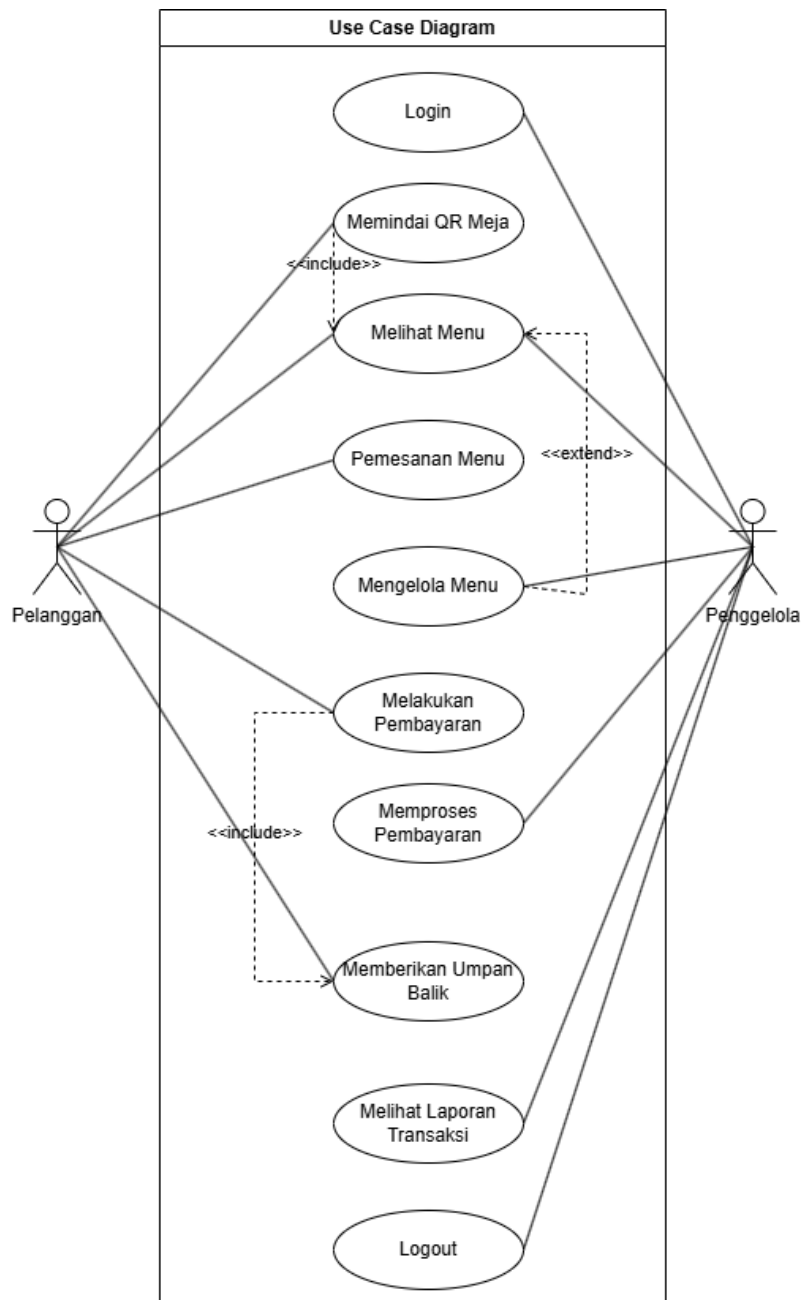 Use Case Diagram
Login
Memindai QR Meja
<<include>>
Melihat Menu
Pemesanan Menu
<<extend>>
Mengelola Menu
Pelanggan
Penggelola
Melakukan
Pembayaran
Memproses
Pembayaran
<<include>>
Memberikan Umpan
Balik
Melihat Laporan
Transaksi
Logout